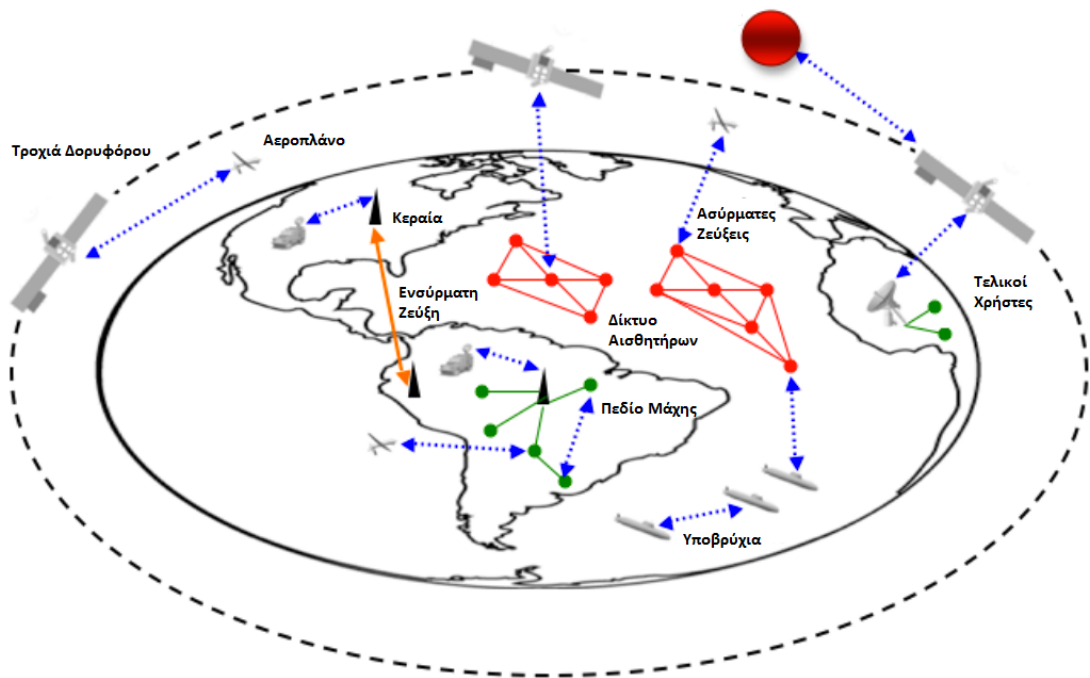 Τροχιά Δορυφόρου
Αεροπλάνο
Κεραία
Ασύρματες
Ζεύξεις
Ενσύρματη
Ζεύξη
Τελικοί
Χρήστες
Δίκτυο
Αισθητήρων
Πεδίο Μάχης
Υποβρύχια